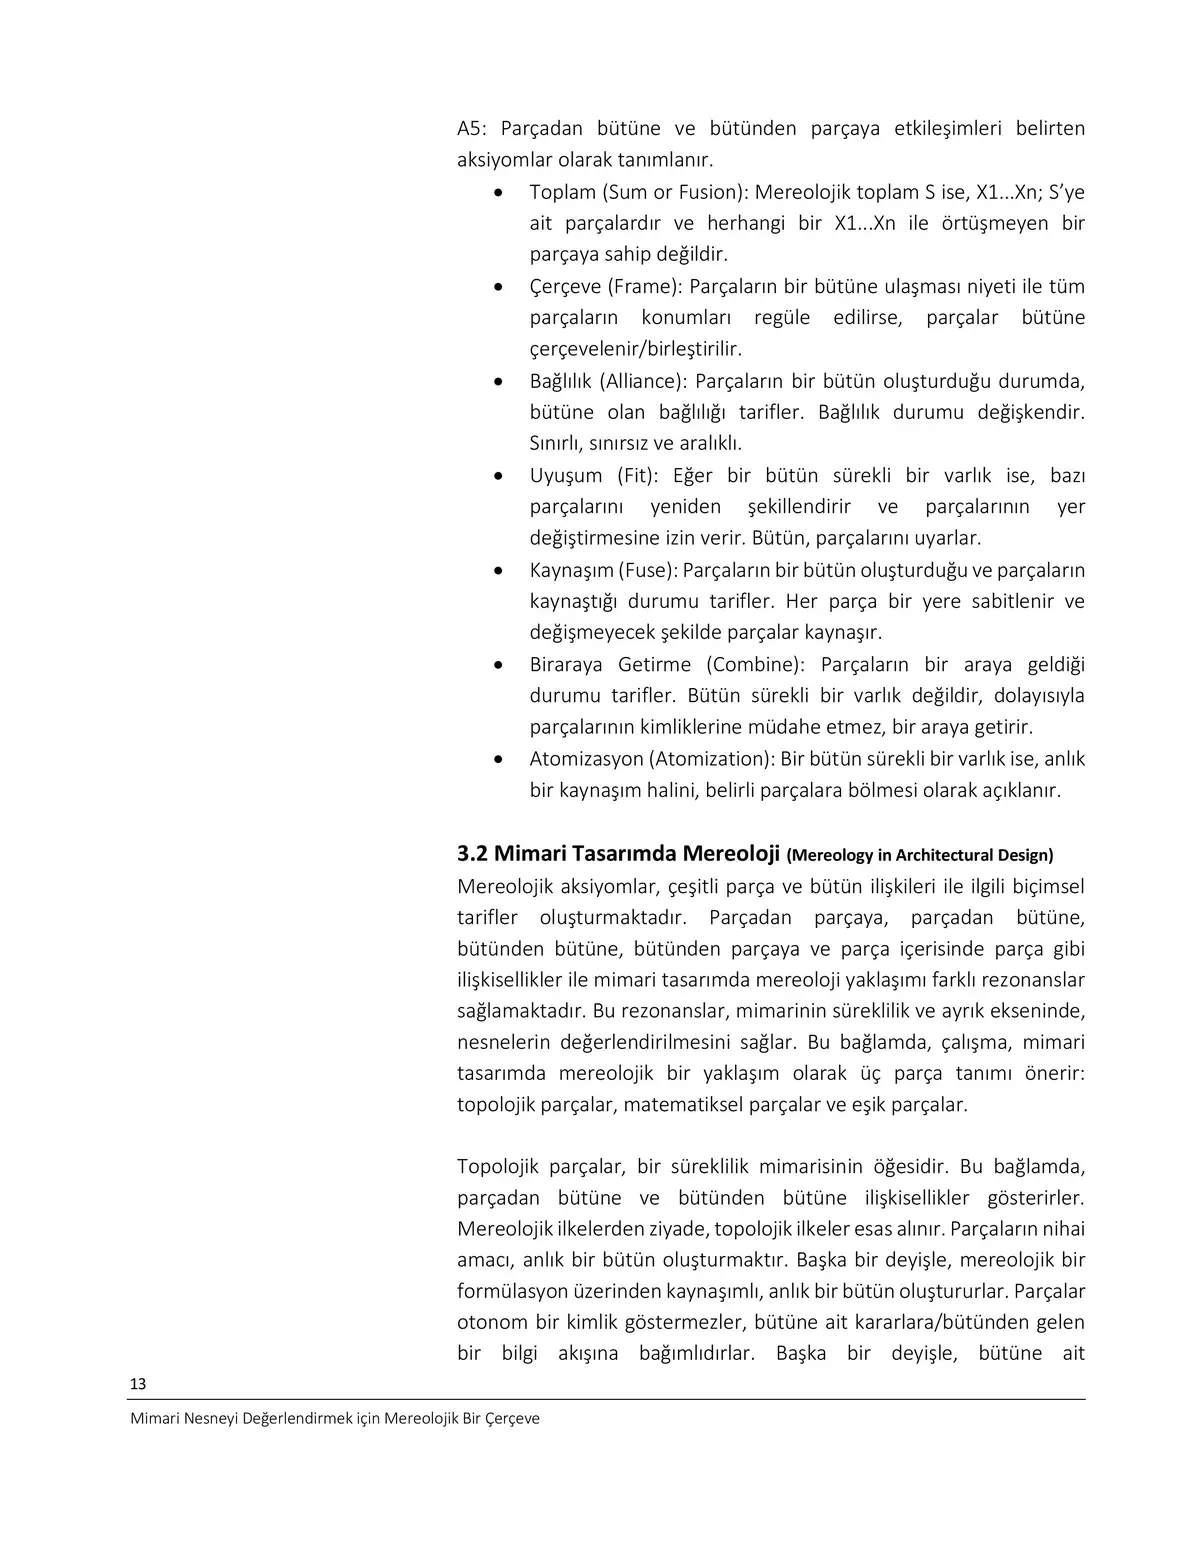 A5: Parçadan bütüne ve bütünden parçaya etkileşimleri belirten
aksiyomlar olarak tanımlanır.
• Toplam (Sum or Fusion): Mereolojik toplam S ise, X1...Xn; S’ye
ait parçalardır ve herhangi bir X1...Xn ile örtüşmeyen bir
parçaya sahip değildir.
• Çerçeve (Frame): Parçaların bir bütüne ulaşması niyeti ile tüm
parçaların konumları regüle edilirse, parçalar bütüne
çerçevelenir/birleştirilir.
• Bağlılık (Alliance): Parçaların bir bütün oluşturduğu durumda,
bütüne olan bağlılığı tarifler. Bağlılık durumu değişkendir.
Sınırlı, sınırsız ve aralıklı.
• Uyuşum (Fit): Eğer bir bütün sürekli bir varlık ise, bazı
parçalarını yeniden şekillendirir ve parçalarının yer
değiştirmesine izin verir. Bütün, parçalarını uyarlar.
• Kaynaşım (Fuse): Parçaların bir bütün oluşturduğu ve parçaların
kaynaştığı durumu tarifler. Her parça bir yere sabitlenir ve
değişmeyecek şekilde parçalar kaynaşır.
• Biraraya Getirme (Combine): Parçaların bir araya geldiği
durumu tarifler. Bütün sürekli bir varlık değildir, dolayısıyla
parçalarının kimliklerine müdahe etmez, bir araya getirir.
• Atomizasyon (Atomization): Bir bütün sürekli bir varlık ise, anlık
bir kaynaşım halini, belirli parçalara bölmesi olarak açıklanır.
3.2 Mimari Tasarımda Mereoloji (Mereology in Architectural Design)
Mereolojik aksiyomlar, çeşitli parça ve bütün ilişkileri ile ilgili biçimsel
tarifler oluşturmaktadır. Parçadan parçaya, parçadan bütüne,
bütünden bütüne, bütünden parçaya ve parça içerisinde parça gibi
ilişkisellikler ile mimari tasarımda mereoloji yaklaşımı farklı rezonanslar
sağlamaktadır. Bu rezonanslar, mimarinin süreklilik ve ayrık ekseninde,
nesnelerin değerlendirilmesini sağlar. Bu bağlamda, çalışma, mimari
tasarımda mereolojik bir yaklaşım olarak üç parça tanımı önerir:
topolojik parçalar, matematiksel parçalar ve eşik parçalar.
Topolojik parçalar, bir süreklilik mimarisinin öğesidir. Bu bağlamda,
parçadan bütüne ve bütünden bütüne ilişkisellikler gösterirler.
Mereolojik ilkelerden ziyade, topolojik ilkeler esas alınır. Parçaların nihai
amacı, anlık bir bütün oluşturmaktır. Başka bir deyişle, mereolojik bir
formülasyon üzerinden kaynaşımlı, anlık bir bütün oluştururlar. Parçalar
otonom bir kimlik göstermezler, bütüne ait kararlara/bütünden gelen
bir bilgi akışına bağımlıdırlar. Başka bir deyişle, bütüne ait
13
Mimari Nesneyi Değerlendirmek için Mereolojik Bir Çerçeve